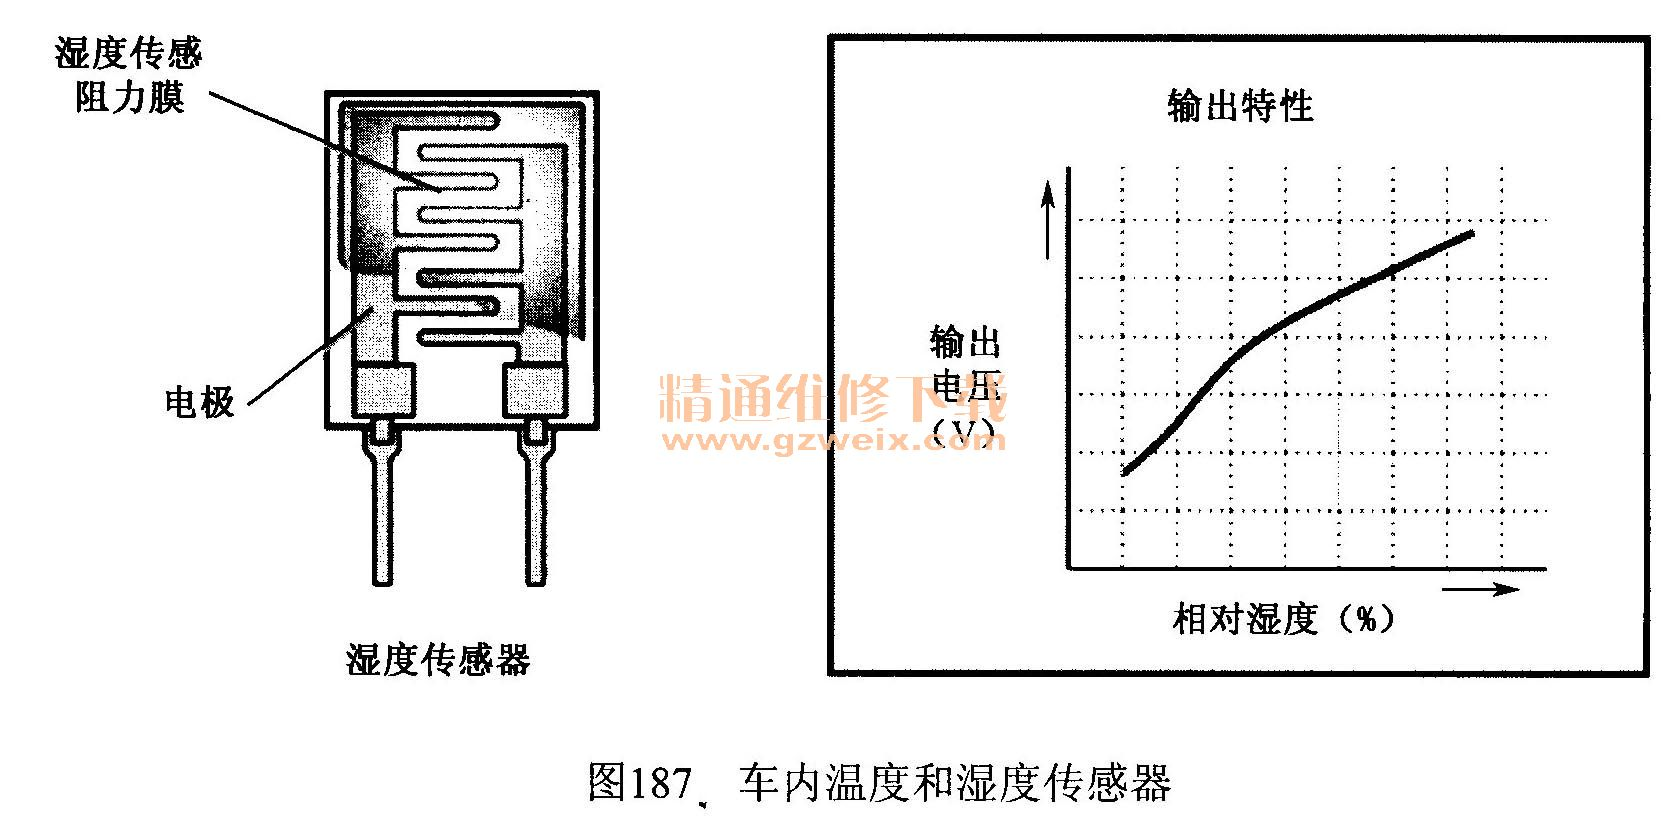 湿度传感
阻力膜
电极
湿度传感器
输出特性
输出
电压
（V）
相对湿度（%）
精通维修下载
www.gzweix.com
图187．车内温度和湿度传感器